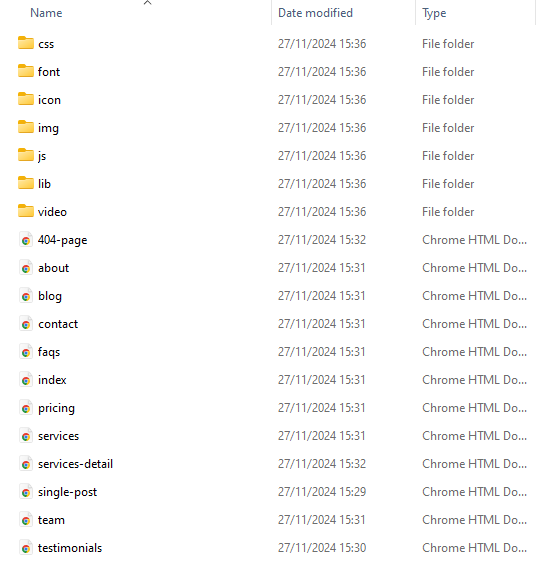 Name Date modified Type
css 27/11/2024 15:36 File folder
font 27/11/2024 15:36 File folder
icon 27/11/2024 15:36 File folder
img 27/11/2024 15:36 File folder
js 27/11/2024 15:36 File folder
lib 27/11/2024 15:36 File folder
video 27/11/2024 15:36 File folder
404-page 27/11/2024 15:32 Chrome HTML Do...
about 27/11/2024 15:31 Chrome HTML Do...
blog 27/11/2024 15:31 Chrome HTML Do...
contact 27/11/2024 15:31 Chrome HTML Do...
faqs 27/11/2024 15:31 Chrome HTML Do...
index 27/11/2024 15:31 Chrome HTML Do...
pricing 27/11/2024 15:31 Chrome HTML Do...
services 27/11/2024 15:31 Chrome HTML Do...
services-detail 27/11/2024 15:32 Chrome HTML Do...
single-post 27/11/2024 15:29 Chrome HTML Do...
team 27/11/2024 15:31 Chrome HTML Do...
testimonials 27/11/2024 15:30 Chrome HTML Do...